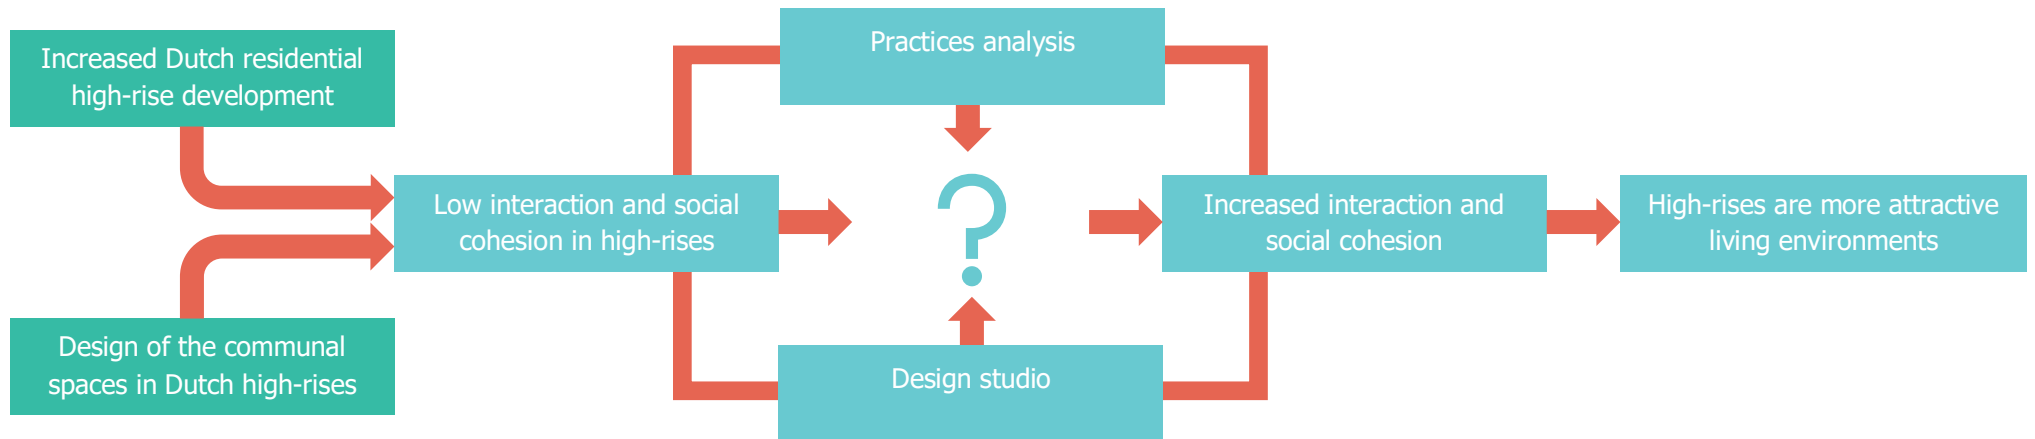 Increased Dutch residential
high-rise development
Design of the communal
spaces in Dutch high-rises
Low interaction and social
cohesion in high-rises
Practices analysis
?
Design studio
Increased interaction and
social cohesion
High-rises are more attractive
living environments